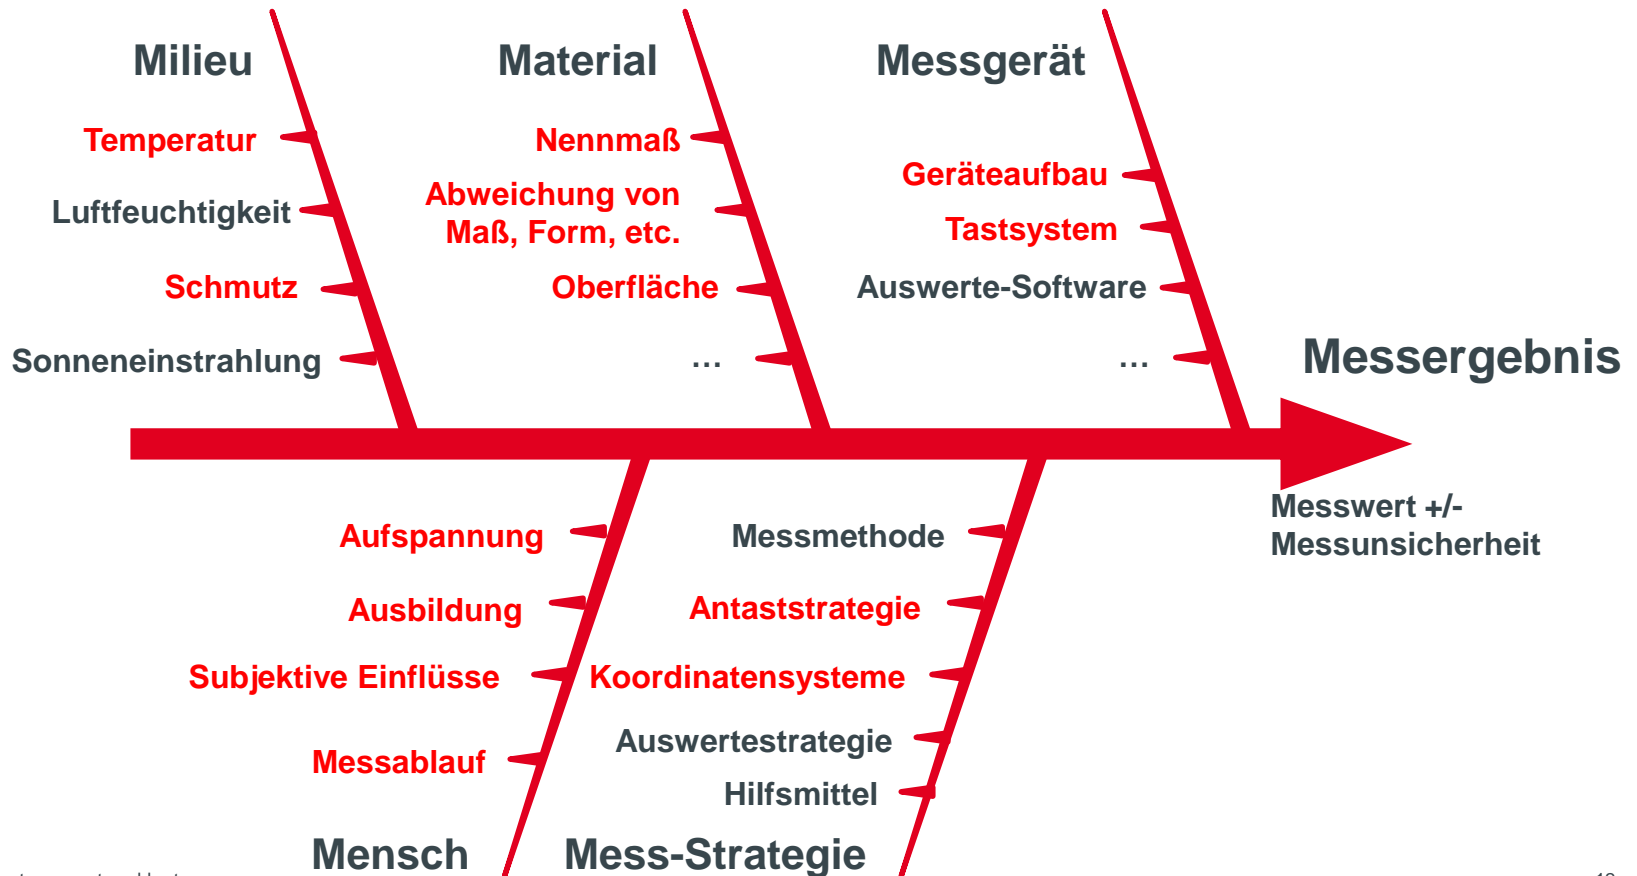 Milieu
Material
Messgerät
Temperatur
Nennmaß
Geräteaufbau
Luftfeuchtigkeit
Abweichung von
Maß, Form, etc.
Tastsystem
Schmutz
Oberfläche
Auswerte-Software
Sonneneinstrahlung
…
…
Messergebnis
Messwert +/-
Messunsicherheit
Aufspannung
Messmethode
Ausbildung
Antaststrategie
Subjektive Einflüsse
Koordinatensysteme
Messablauf
Auswertestrategie
Hilfsmittel
Mensch
Mess-Strategie